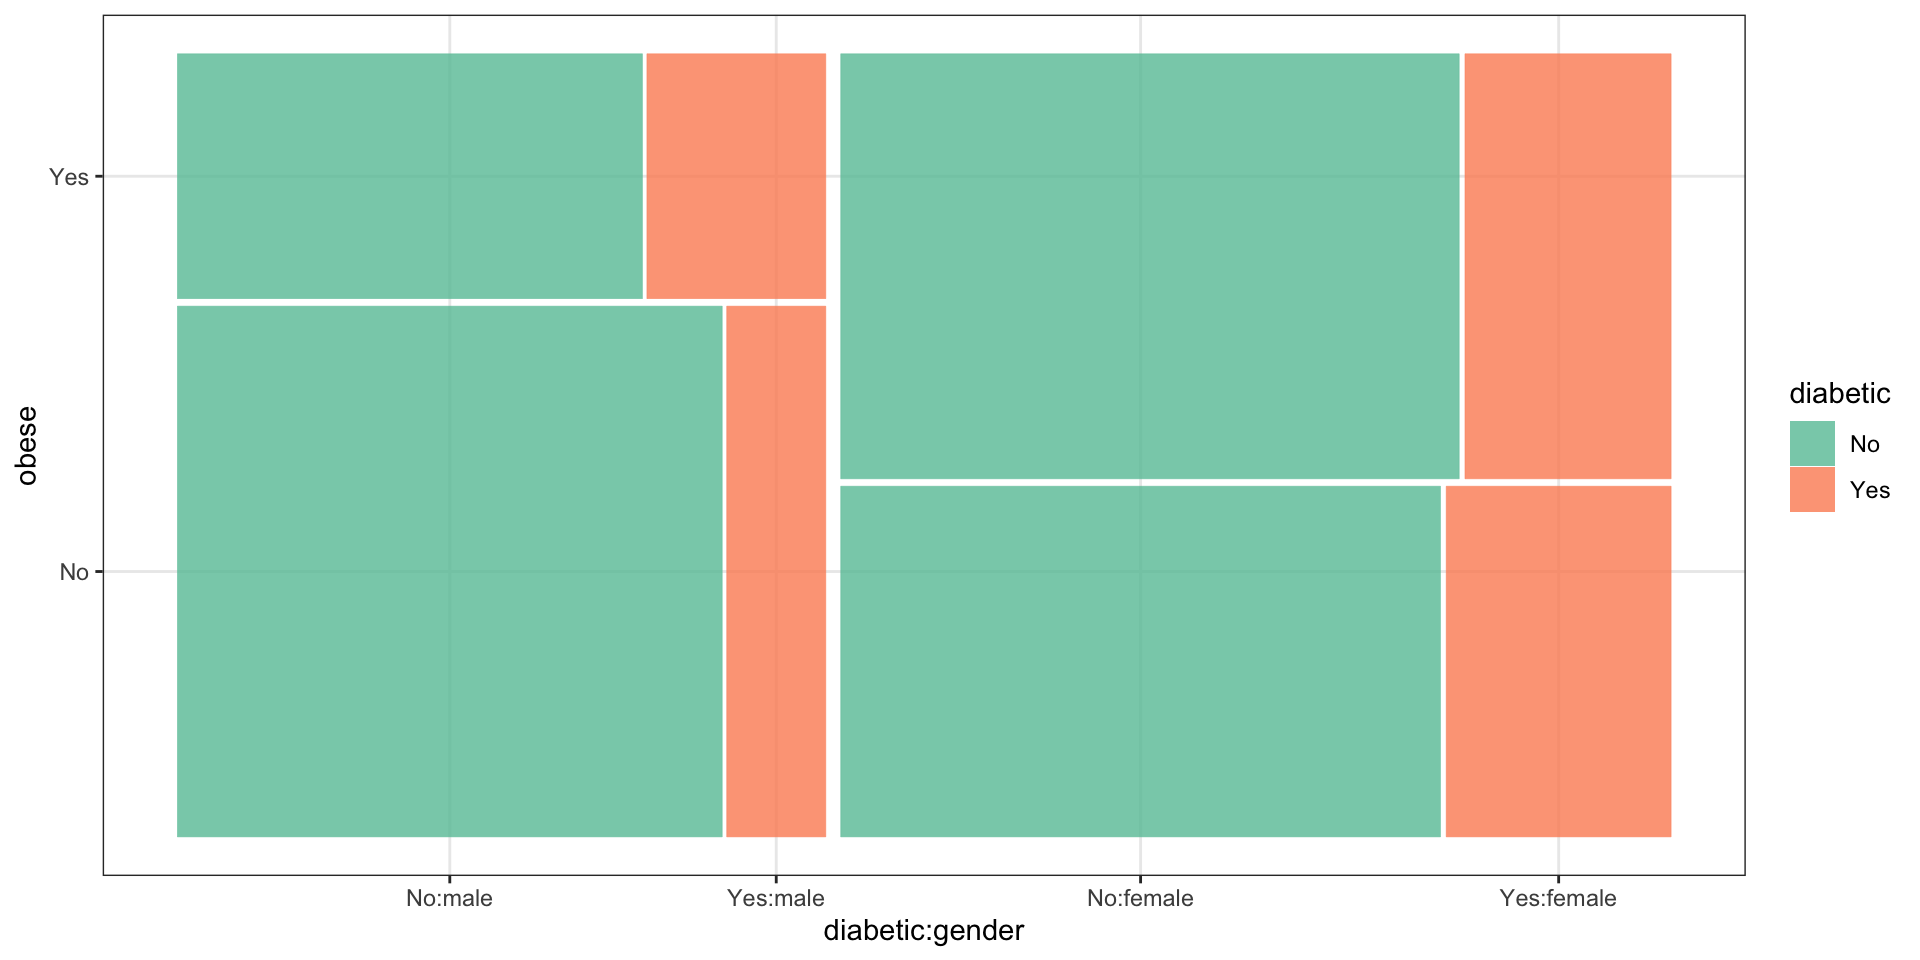 Yes
No
obese
No:male
Yes:male
No:female
Yes:female
diabetic:gender
diabetic
No
Yes